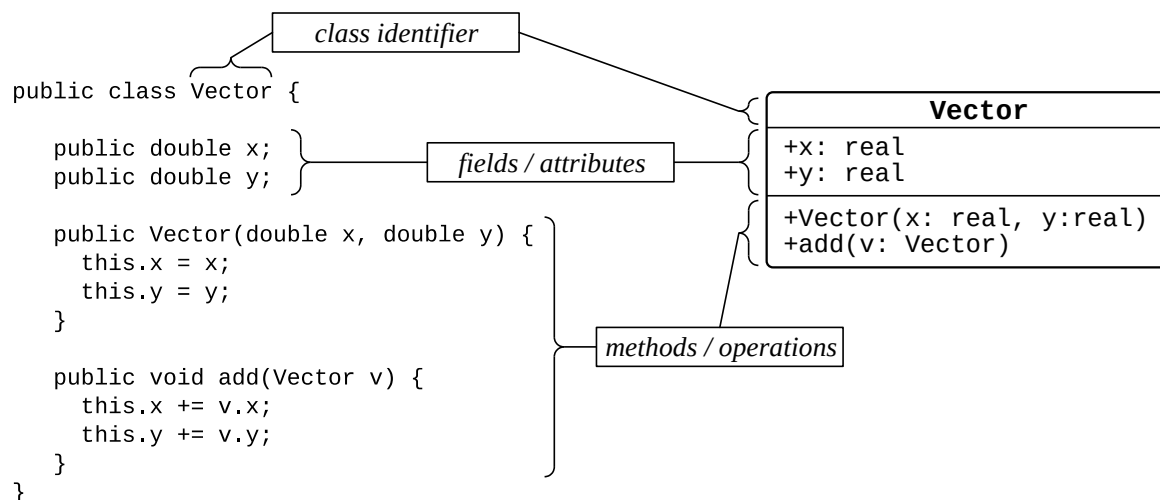 class identifier
public class Vector {
public double x;
public double y;
fields / attributes
public Vector(double x, double y) {
this.x = x;
this.y = y;
}
methods / operations
public void add(Vector v) {
this.x += v.x;
this.y += v.y;
}
}
Vector
+x: real
+y: real
+Vector(x: real, y:real)
+add(v: Vector)